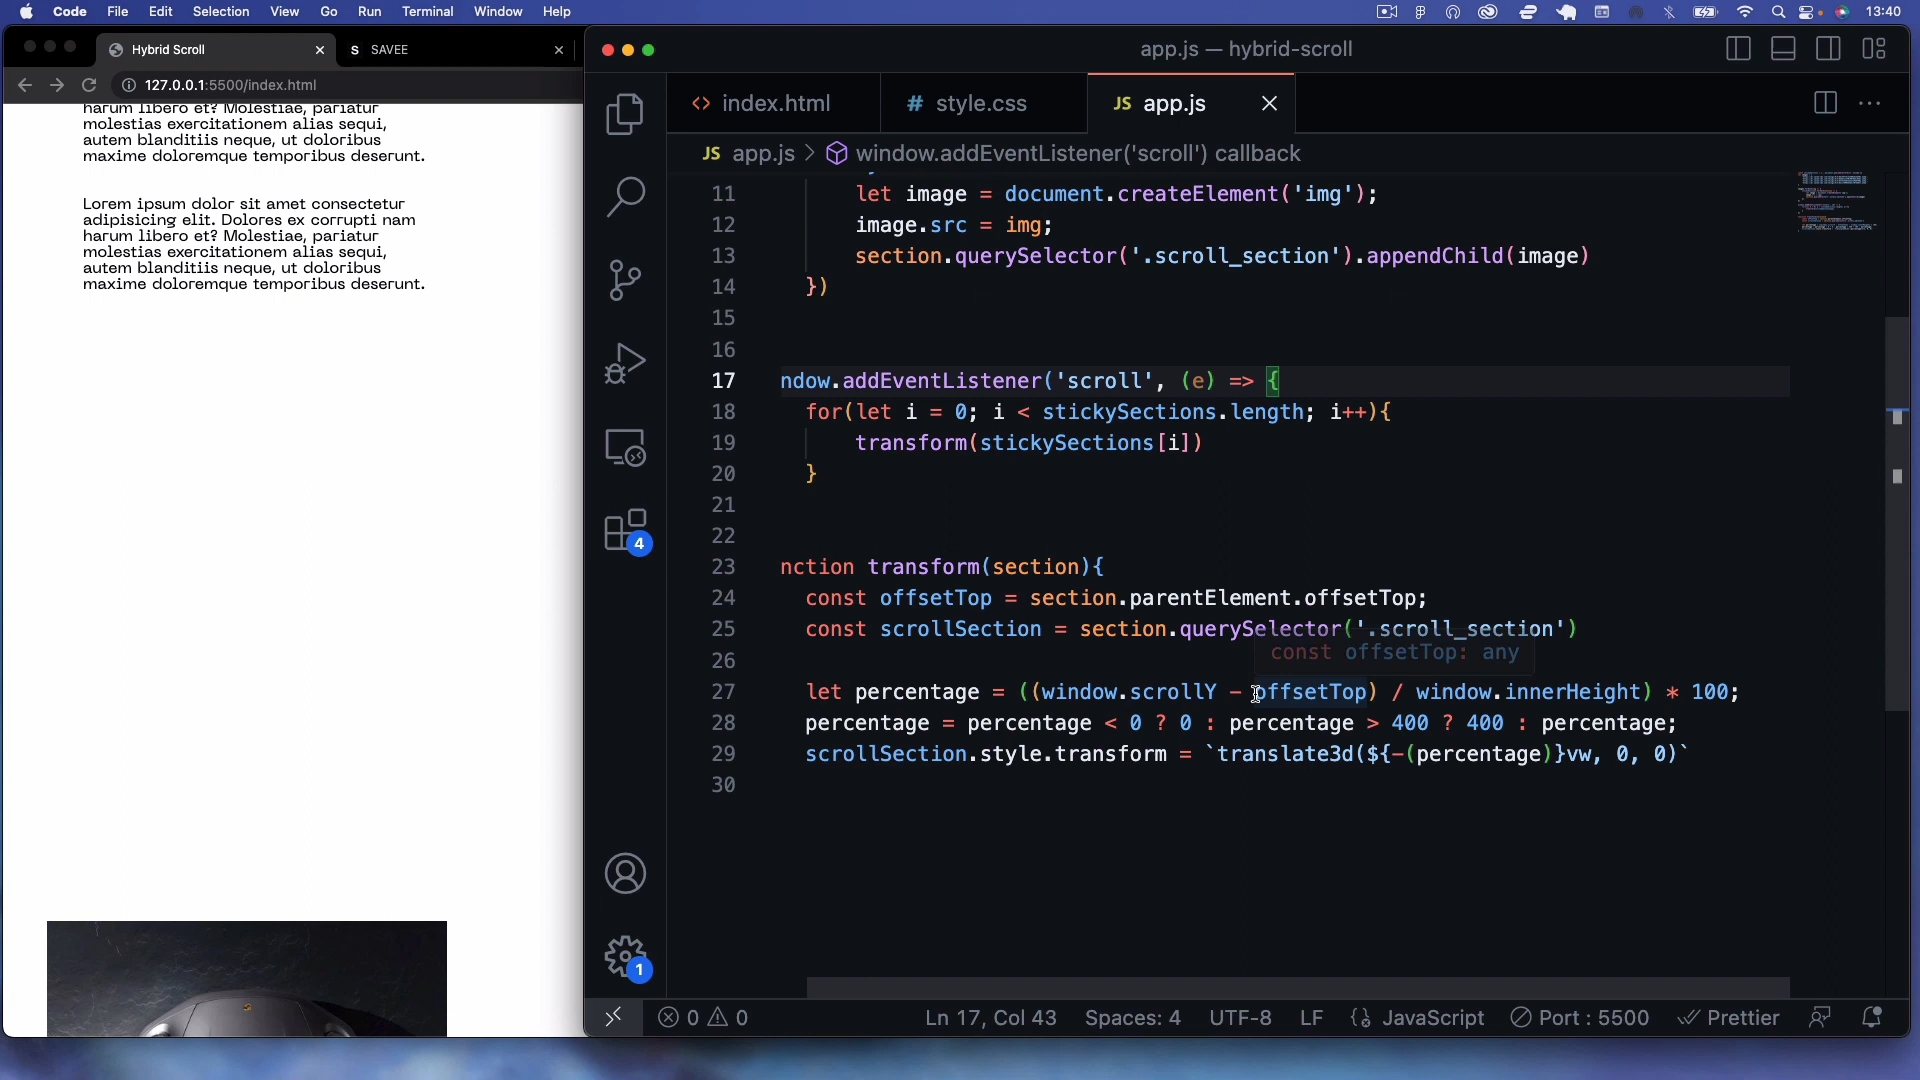 Code File Edit Selection View Go Run Terminal Window Help 13:40
Hybrid Scroll
S SAVEE
127.0.0.1:5500/index.html
harum libero et? Molestiae, pariatur
molestias exercitationem alias sequi,
autem blanditiis neque, ut doloribus
maxime doloremque temporibus deserunt.
Lorem ipsum dolor sit amet consectetur
adipisicing elit. Dolores ex corrupti nam
harum libero et? Molestiae, pariatur
molestias exercitationem alias sequi,
autem blanditiis neque, ut doloribus
maxime doloremque temporibus deserunt.
app.js — hybrid-scroll
<> index.html
# style.css
JS app.js
JS app.js > window.addEventListener('scroll') callback
11 let image = document.createElement('img');
12 image.src = img;
13 section.querySelector('.scroll_section').appendChild(image)
14 })
15
16
17 ndow.addEventListener('scroll', (e) => {
18 for(let i = 0; i < stickySections.length; i++){
19 transform(stickySections[i])
20 }
21
22
23 nction transform(section){
24 const offsetTop = section.parentElement.offsetTop;
25 const scrollSection = section.querySelector('.scroll_section')
const offsetTop: any
26
27 let percentage = ((window.scrollY - offsetTop) / window.innerHeight) * 100;
28 percentage = percentage < 0 ? 0 : percentage > 400 ? 400 : percentage;
29 scrollSection.style.transform = `translate3d(${-(percentage)}vw, 0, 0)`
30
4
1
0 0 Ln 17, Col 43 Spaces: 4 UTF-8 LF {} JavaScript Port : 5500 Prettier